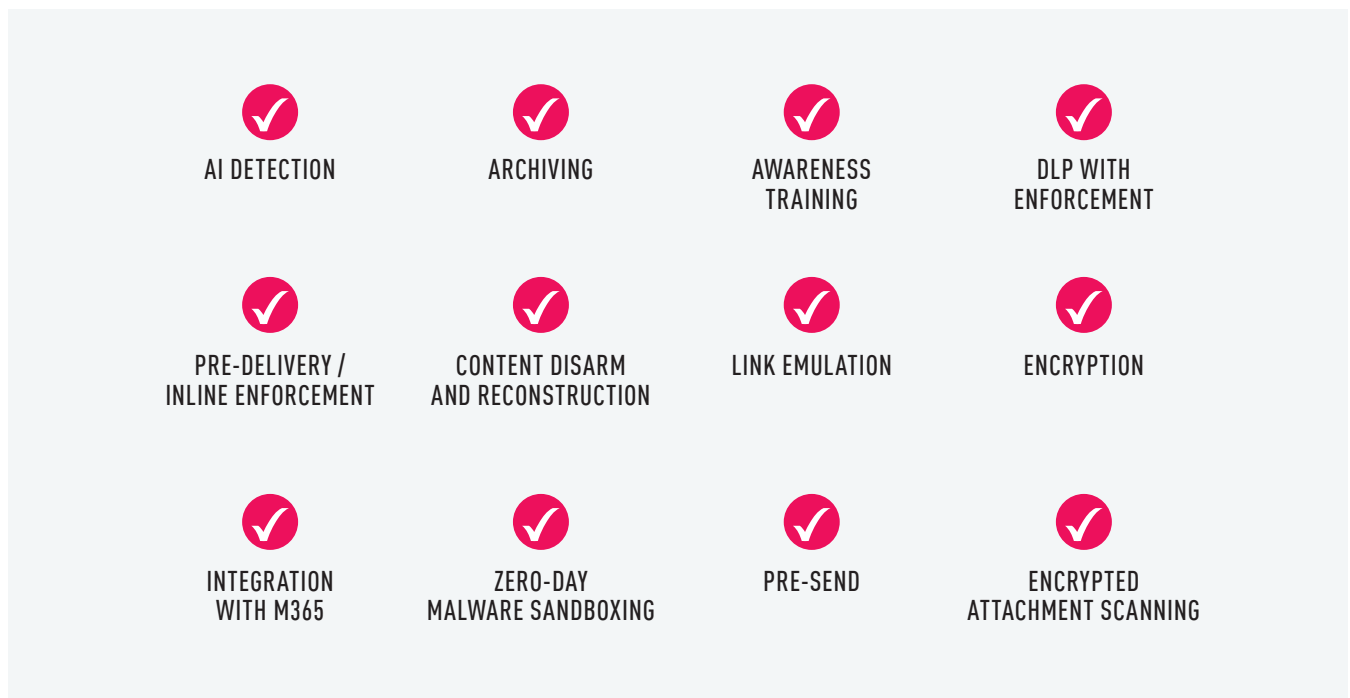 AI DETECTION
ARCHIVING
AWARENESS
TRAINING
DLP WITH
ENFORCEMENT
PRE-DELIVERY /
INLINE ENFORCEMENT
CONTENT DISARM
AND RECONSTRUCTION
LINK EMULATION
ENCRYPTION
INTEGRATION
WITH M365
ZERO-DAY
MALWARE SANDBOXING
PRE-SEND
ENCRYPTED
ATTACHMENT SCANNING